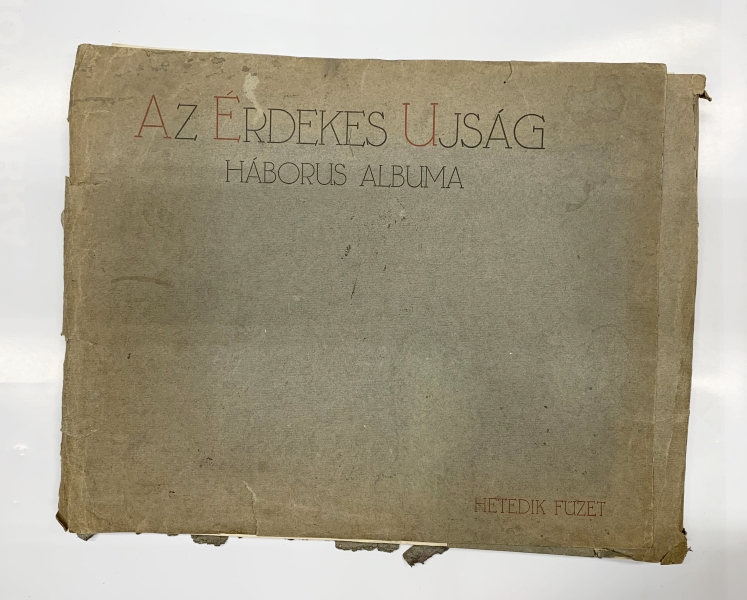 Az Érdekes Ujság
Háborus Albuma
Hetedik Füzet